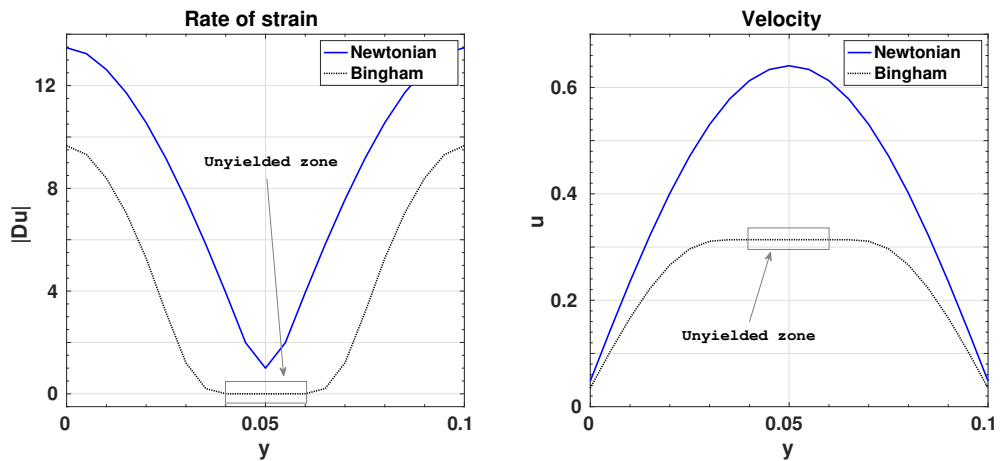 Rate of strain
Newtonian
Bingham
12
8
4
0
|Du|
Unyielded zone
0
0.05
0.1
y
Velocity
Newtonian
Bingham
0.6
0.4
0.2
0
u
Unyielded zone
0
0.05
0.1
y